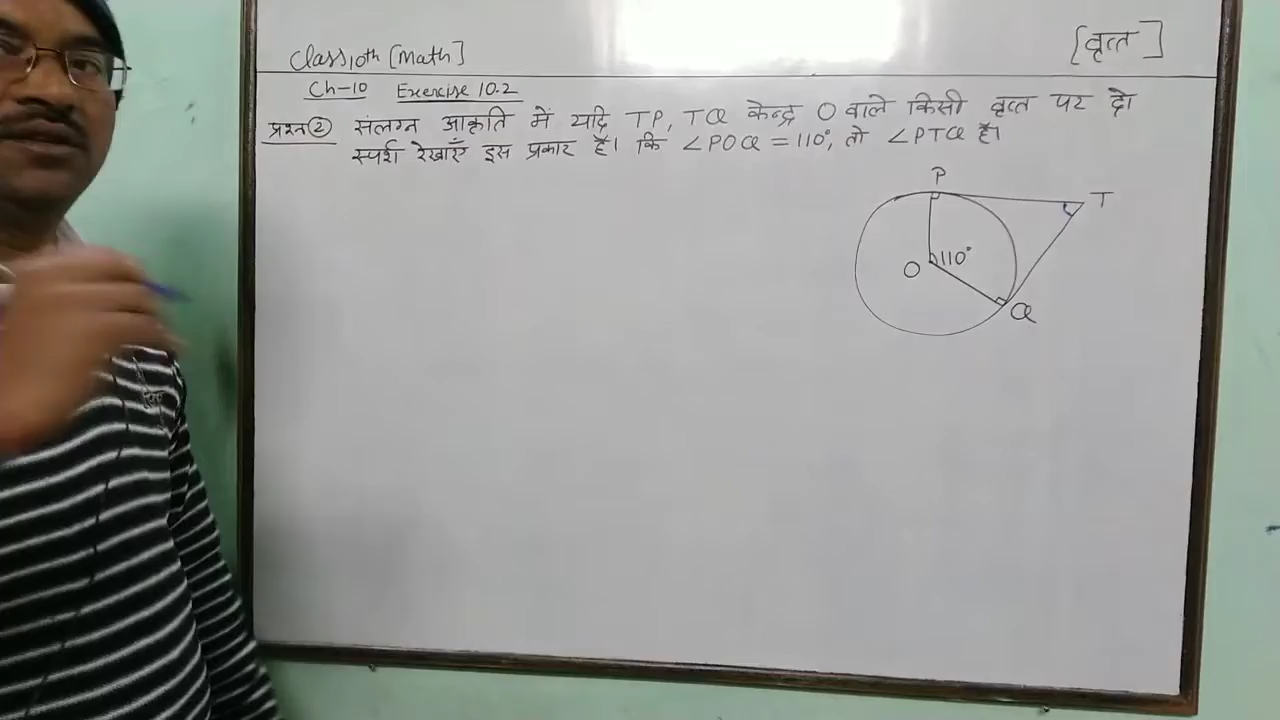 Class 10th [Math]
[वृत्त]
Ch-10 Exercise 10.2
प्रश्न ② संलग्न आकृति में यदि TP, TQ केन्द्र O वाले किसी वृत्त पर दो
स्पर्श रेखाएँ इस प्रकार हैं। कि ∠POQ = 110°, तो ∠PTQ है।
P
T
110°
O
Q